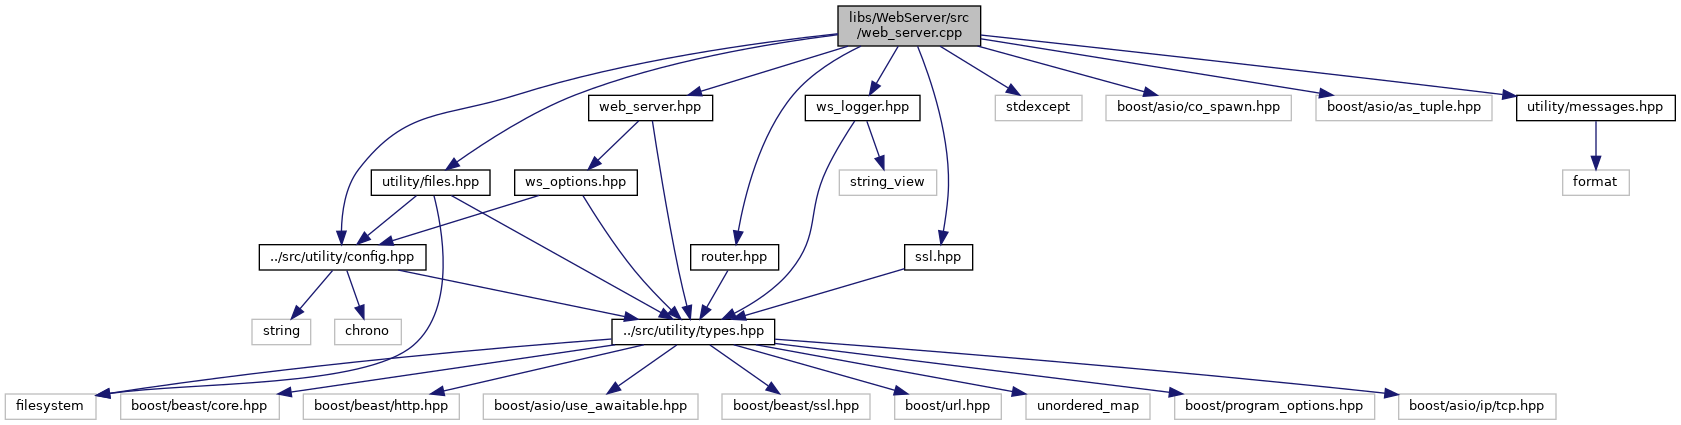 libs/WebServer/src
/web_server.cpp
web_server.hpp
ws_logger.hpp
stdexcept
boost/asio/co_spawn.hpp
boost/asio/as_tuple.hpp
utility/messages.hpp
utility/files.hpp
ws_options.hpp
string_view
format
../src/utility/config.hpp
router.hpp
ssl.hpp
string
chrono
../src/utility/types.hpp
filesystem
boost/beast/core.hpp
boost/beast/http.hpp
boost/asio/use_awaitable.hpp
boost/beast/ssl.hpp
boost/url.hpp
unordered_map
boost/program_options.hpp
boost/asio/ip/tcp.hpp